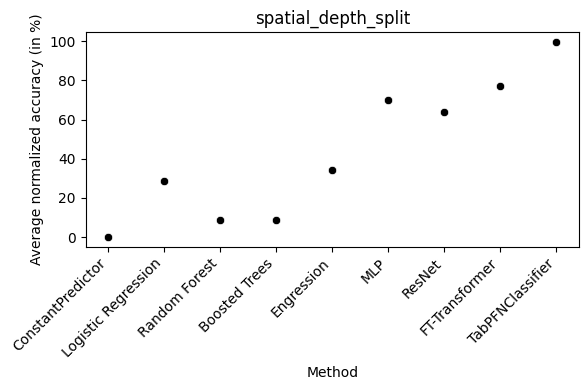 spatial_depth_split
Average normalized accuracy (in %)
100
80
60
40
20
0
ConstantPredictor
Logistic Regression
Random Forest
Boosted Trees
Engression
MLP
ResNet
FT-Transformer
TabPFNClassifier
Method